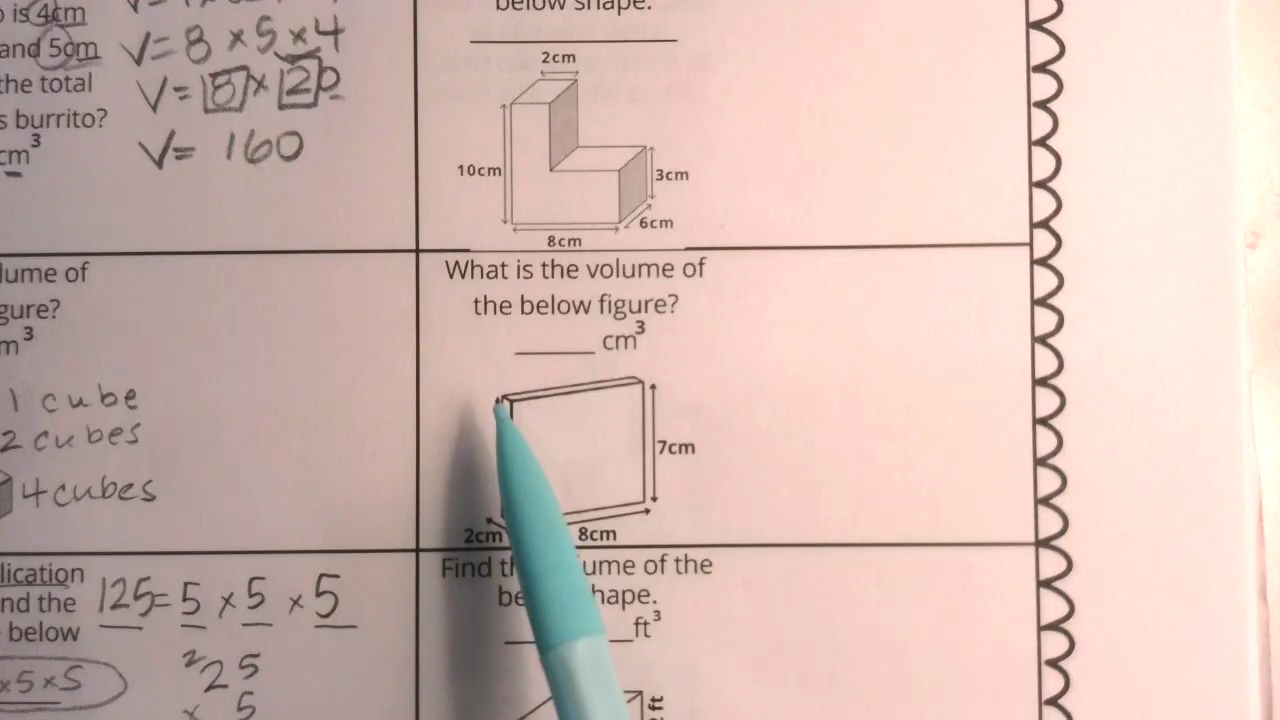 is 4cm
and 5cm
the total
s burrito?
cm³
V= 8 × 5 × 4
V= 8 × 20
V= 160
below shape.
2cm
10cm
3cm
6cm
8cm
lume of
gure?
m³
1 cube
2 cubes
4 cubes
What is the volume of
the below figure?
cm³
7cm
2cm
8cm
lication
nd the
below
125= 5 × 5 × 5
×5×5
²25
× 5
Find th ume of the
be hape.
ft³
ft